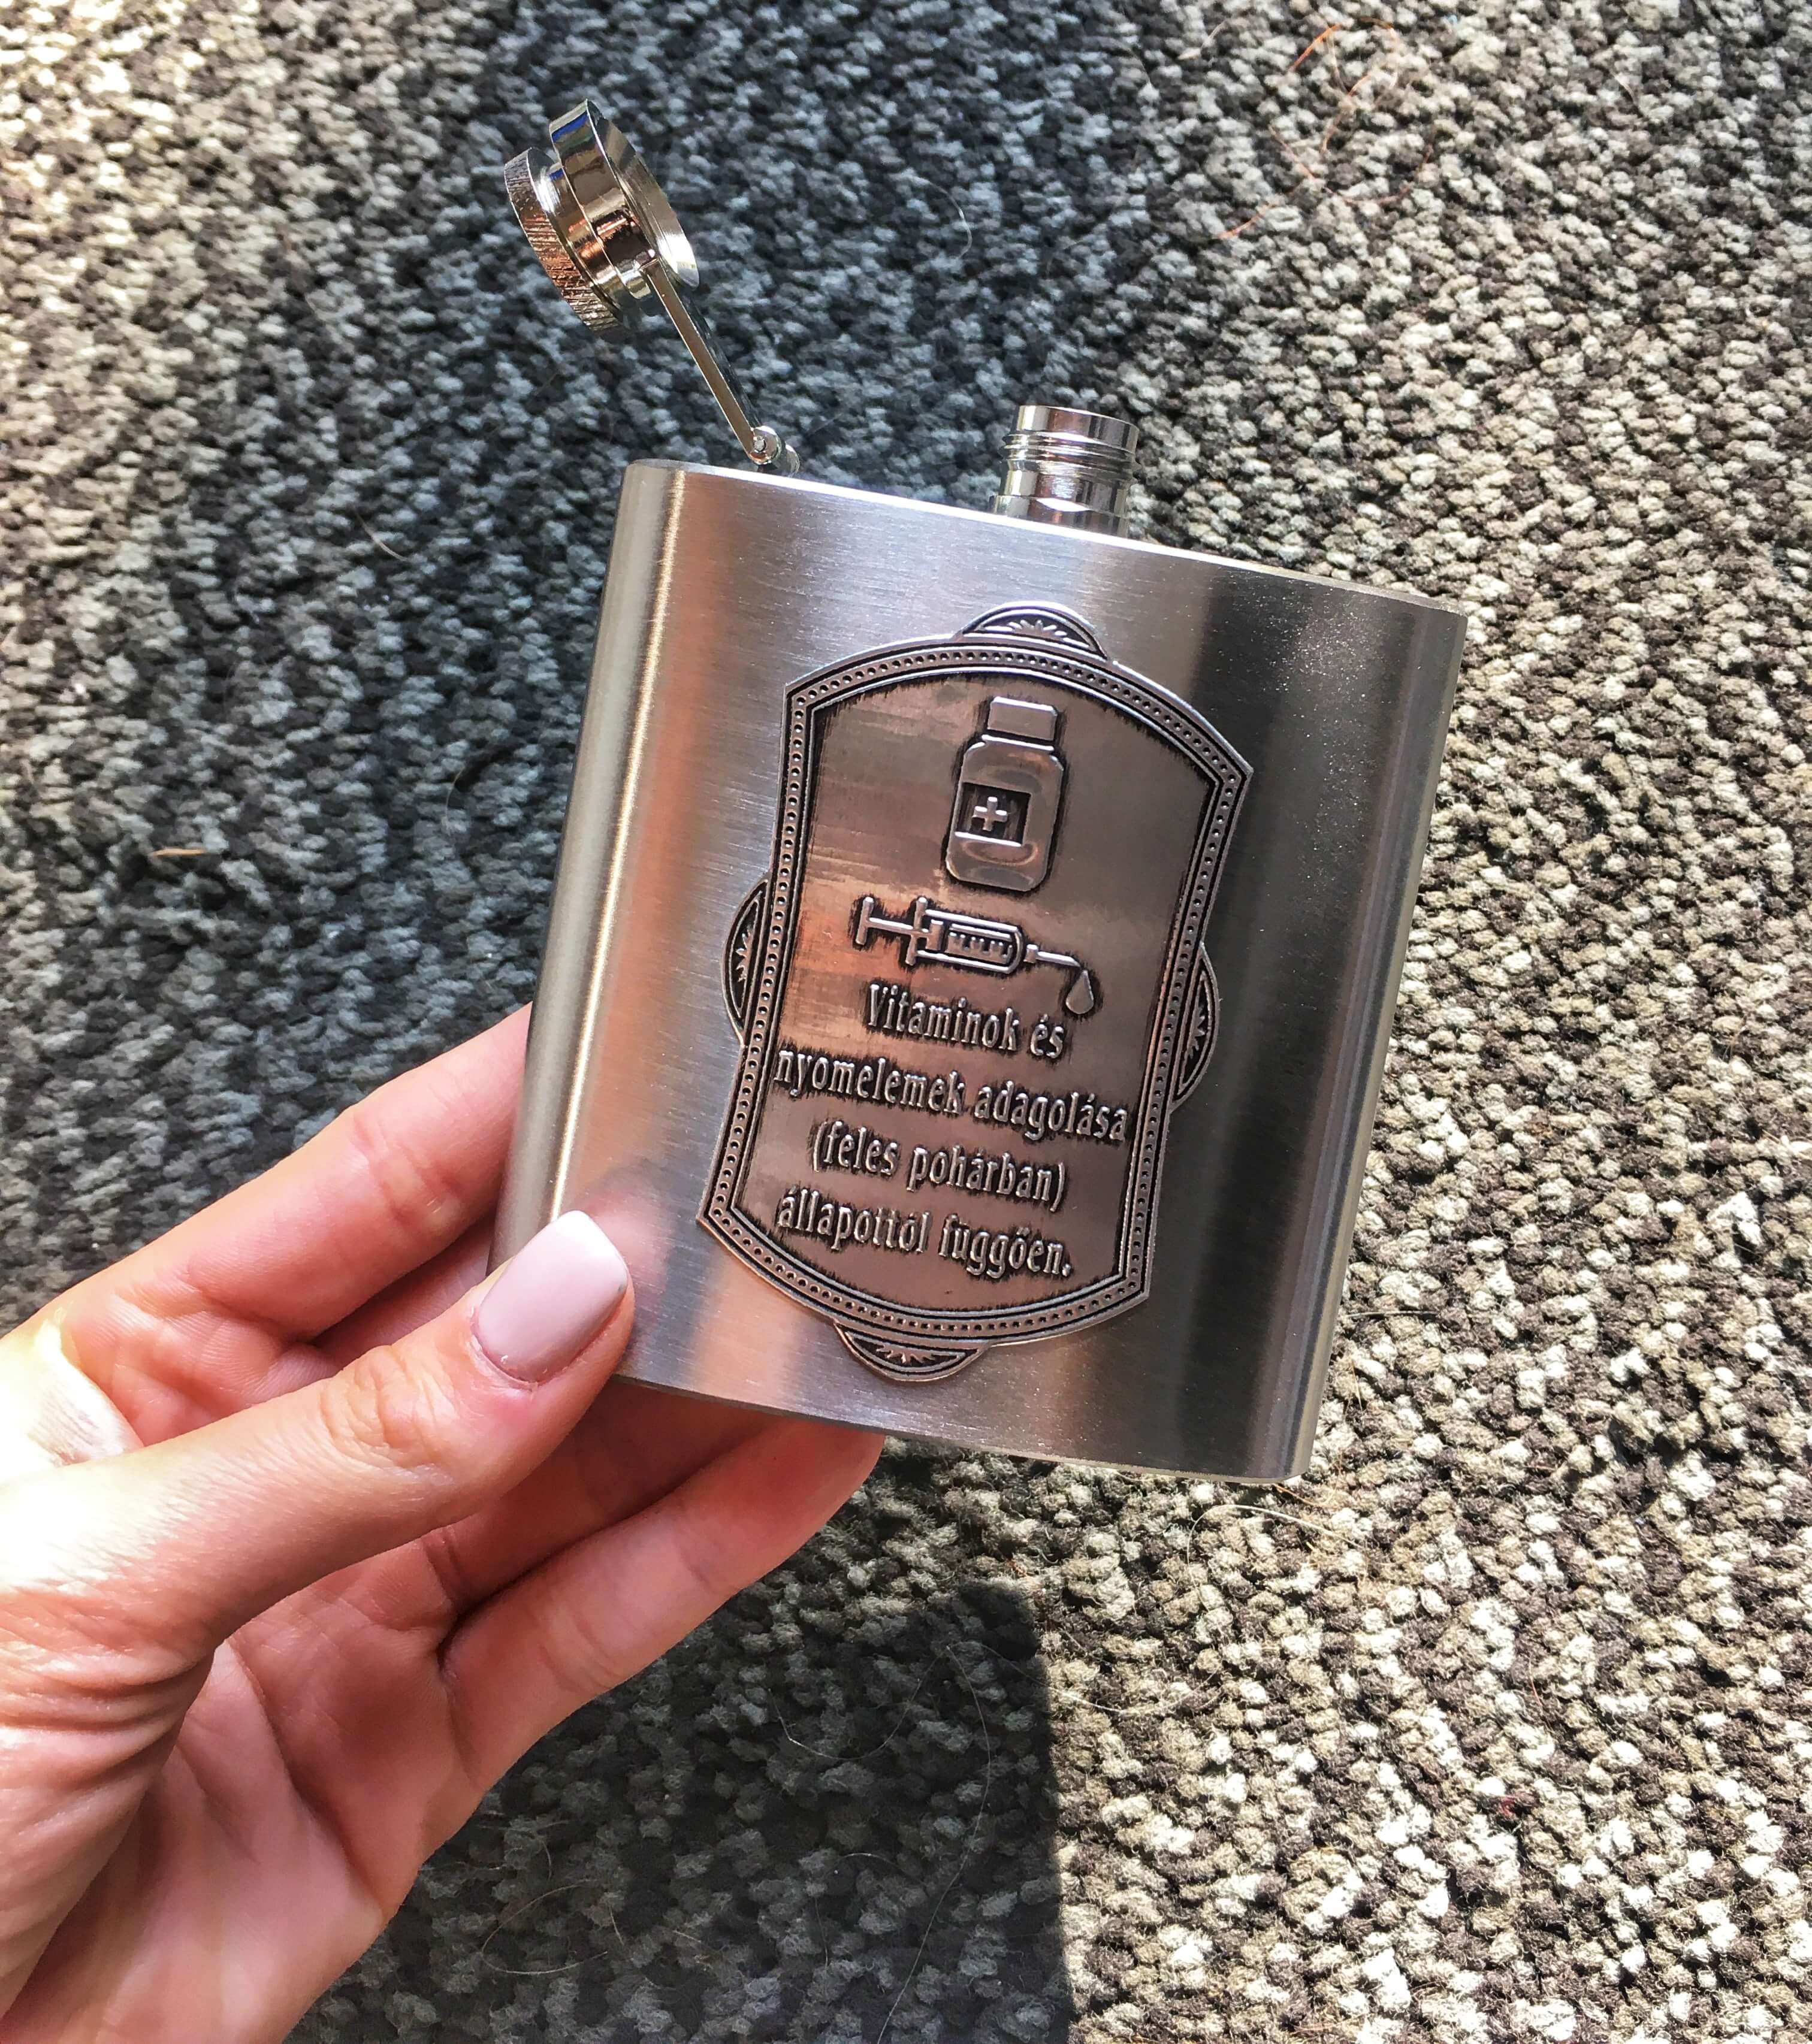 Vitaminok és
nyomelemek adagolása
(feles pohárban)
állapottól függően.